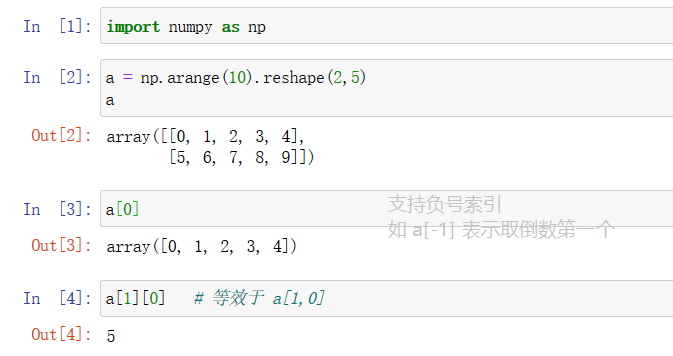 In [1]: import numpy as np
In [2]: a = np.arange(10).reshape(2,5)
a
Out[2]: array([[0, 1, 2, 3, 4],
[5, 6, 7, 8, 9]])
In [3]: a[0]
支持负号索引
如 a[-1] 表示取倒数第一个
Out[3]: array([0, 1, 2, 3, 4])
In [4]: a[1][0] # 等效于 a[1,0]
Out[4]: 5